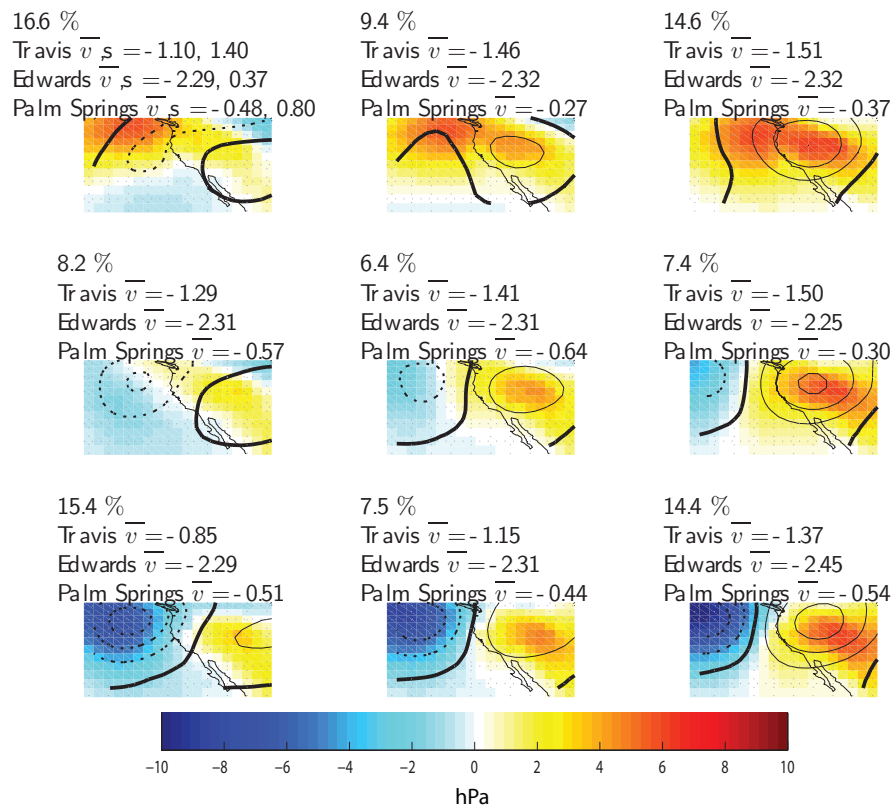 16.6 %
Travis v̅,s = - 1.10, 1.40
Edwards v̅,s = - 2.29, 0.37
Palm Springs v̅,s = - 0.48, 0.80
9.4 %
Travis v̅ = - 1.46
Edwards v̅ = - 2.32
Palm Springs v̅ = - 0.27
14.6 %
Travis v̅ = - 1.51
Edwards v̅ = - 2.32
Palm Springs v̅ = - 0.37
8.2 %
Travis v̅ = - 1.29
Edwards v̅ = - 2.31
Palm Springs v̅ = - 0.57
6.4 %
Travis v̅ = - 1.41
Edwards v̅ = - 2.31
Palm Springs v̅ = - 0.64
7.4 %
Travis v̅ = - 1.50
Edwards v̅ = - 2.25
Palm Springs v̅ = - 0.30
15.4 %
Travis v̅ = - 0.85
Edwards v̅ = - 2.29
Palm Springs v̅ = - 0.51
7.5 %
Travis v̅ = - 1.15
Edwards v̅ = - 2.31
Palm Springs v̅ = - 0.44
14.4 %
Travis v̅ = - 1.37
Edwards v̅ = - 2.45
Palm Springs v̅ = - 0.54
−10 −8 −6 −4 −2 0 2 4 6 8 10
hPa